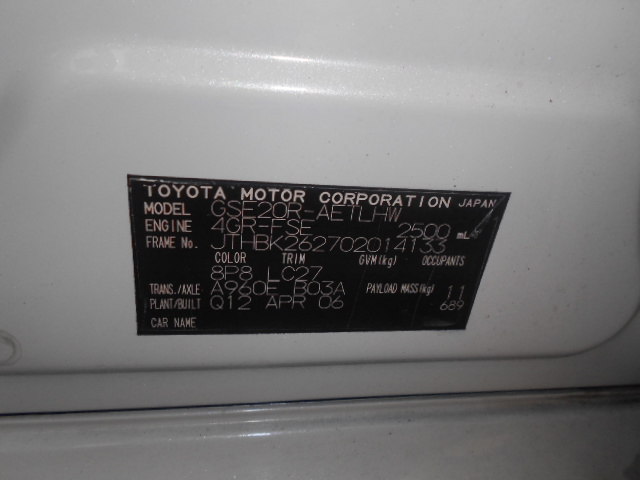 TOYOTA MOTOR CORPORATION JAPAN
MODEL GSE20R-AETLHW
ENGINE 4GR-FSE 2500 mL
FRAME No. JTHBK262702014133
COLOR TRIM GVM(kg) OCCUPANTS
8P8 LC27
TRANS./AXLE A960E B03A PAYLOAD MASS(kg) 11
PLANT/BUILT Q12 APR 06 689
CAR NAME